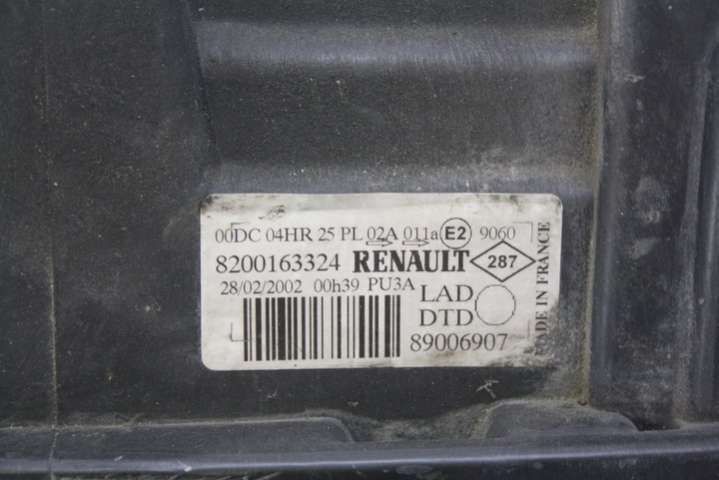 00DC 04HR 25 PL 02A 011a E2 9060
8200163324 RENAULT 287
28/02/2002 00h39 PU3A
LAD
DTD
89006907
MADE IN FRANCE